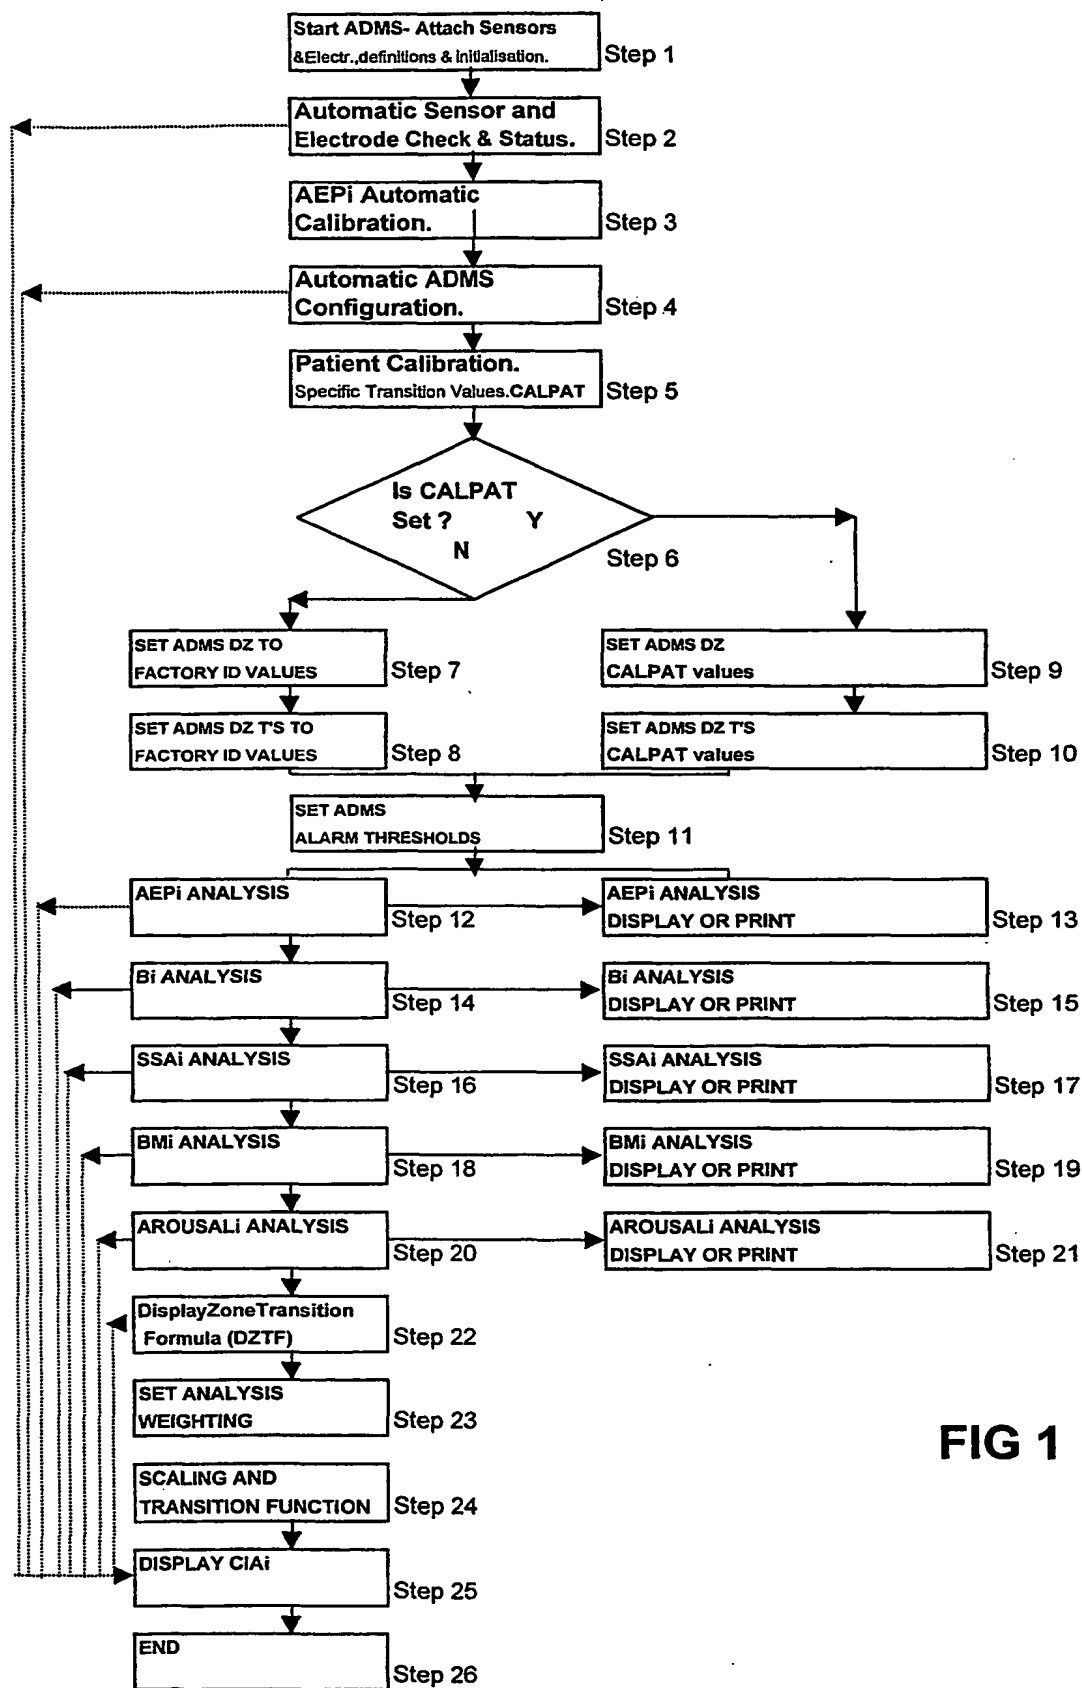 Start ADMS- Attach Sensors
&Electr.,definitions & initialisation.
Step 1
Automatic Sensor and
Electrode Check & Status.
Step 2
AEPi Automatic
Calibration.
Step 3
Automatic ADMS
Configuration.
Step 4
Patient Calibration.
Specific Transition Values.CALPAT
Step 5
Is CALPAT
Set ? Y
N
Step 6
SET ADMS DZ TO
FACTORY ID VALUES
Step 7
SET ADMS DZ
CALPAT values
Step 9
SET ADMS DZ T'S TO
FACTORY ID VALUES
Step 8
SET ADMS DZ T'S
CALPAT values
Step 10
SET ADMS
ALARM THRESHOLDS
Step 11
AEPi ANALYSIS
Step 12
AEPi ANALYSIS
DISPLAY OR PRINT
Step 13
Bi ANALYSIS
Step 14
Bi ANALYSIS
DISPLAY OR PRINT
Step 15
SSAi ANALYSIS
Step 16
SSAi ANALYSIS
DISPLAY OR PRINT
Step 17
BMi ANALYSIS
Step 18
BMi ANALYSIS
DISPLAY OR PRINT
Step 19
AROUSALi ANALYSIS
Step 20
AROUSALi ANALYSIS
DISPLAY OR PRINT
Step 21
DisplayZoneTransition
Formula (DZTF)
Step 22
SET ANALYSIS
WEIGHTING
Step 23
FIG 1
SCALING AND
TRANSITION FUNCTION
Step 24
DISPLAY CIAi
Step 25
END
Step 26